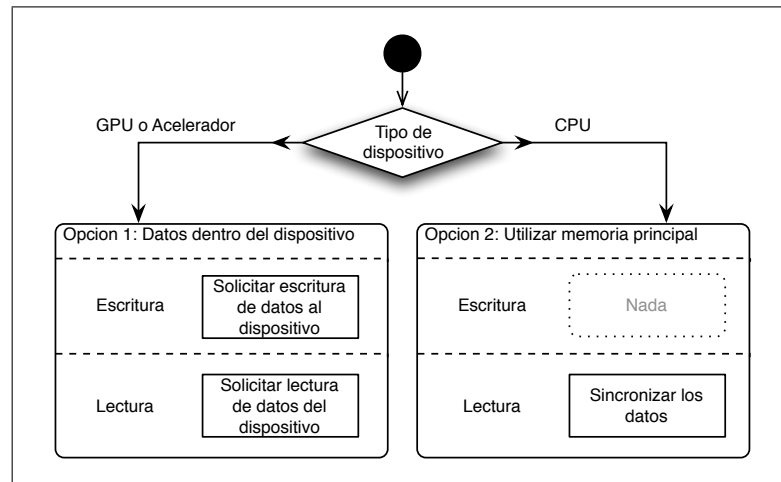 GPU o Acelerador
Tipo de
dispositivo
CPU
Opcion 1: Datos dentro del dispositivo
Escritura
Solicitar escritura
de datos al
dispositivo
Lectura
Solicitar lectura
de datos del
dispositivo
Opcion 2: Utilizar memoria principal
Escritura
Nada
Lectura
Sincronizar los
datos